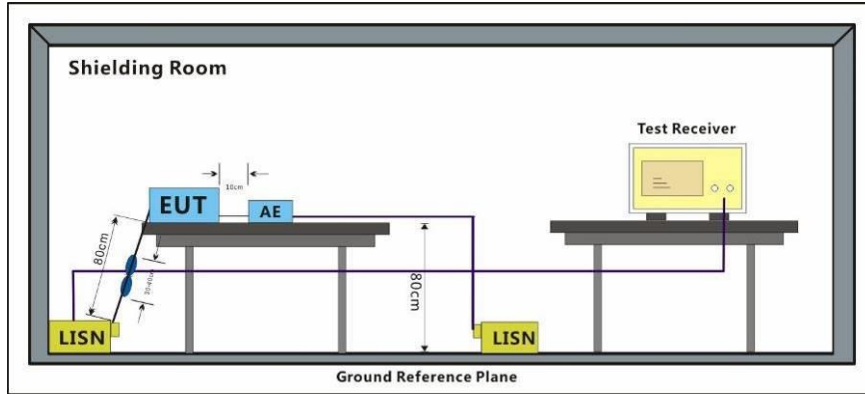 Shielding Room
Test Receiver
10cm
EUT
AE
80cm
80cm
LISN
LISN
Ground Reference Plane